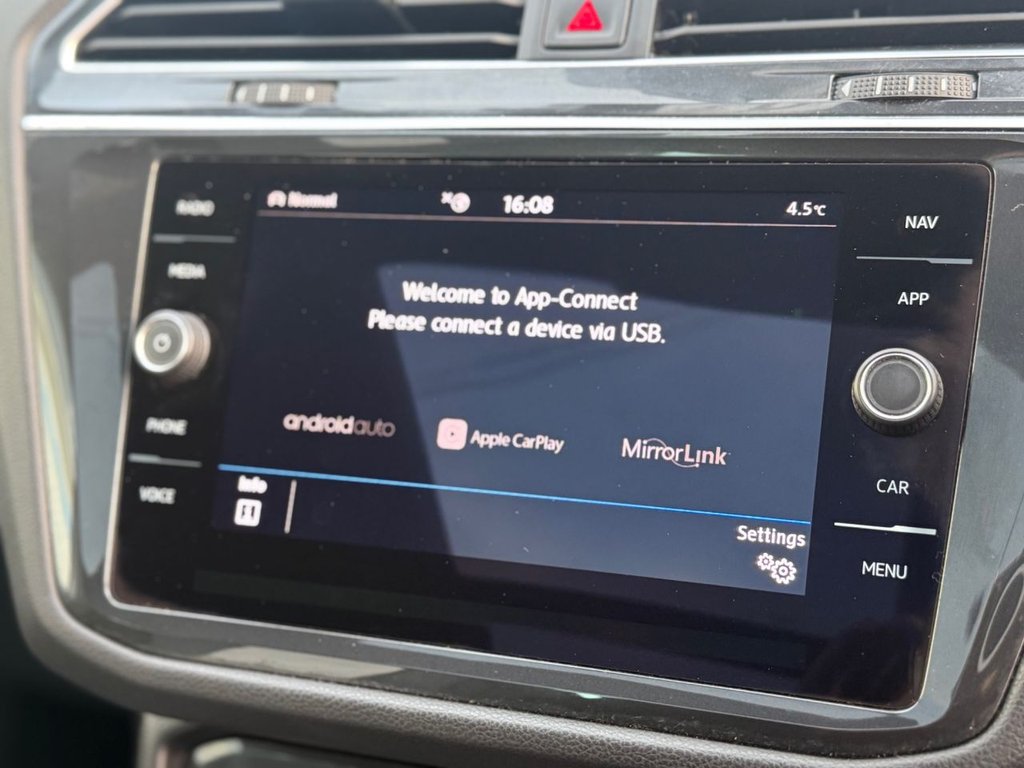 Normal 16:08 4.5°C
RADIO
MEDIA
PHONE
VOICE
Welcome to App-Connect
Please connect a device via USB.
androidauto
Apple CarPlay
MirrorLink
Info
Settings
NAV
APP
CAR
MENU